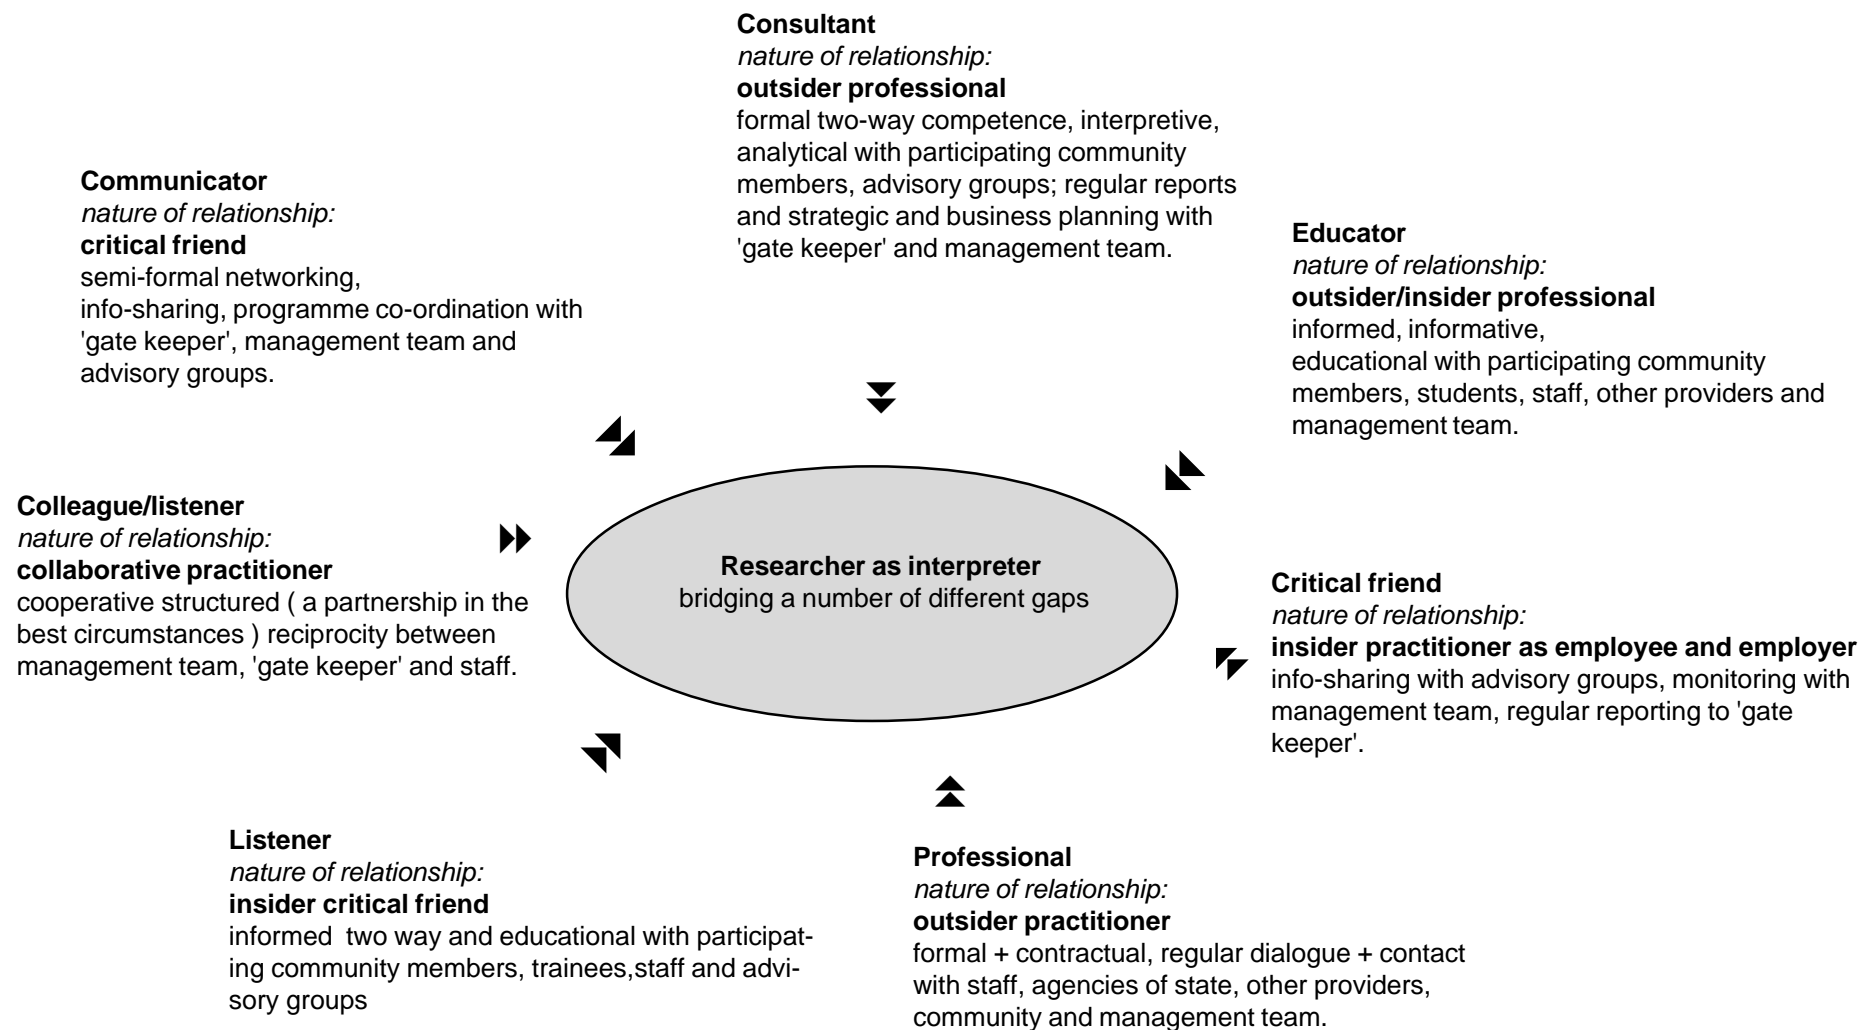 Consultant
nature of relationship:
outsider professional
formal two-way competence, interpretive,
analytical with participating community
members, advisory groups; regular reports
and strategic and business planning with
'gate keeper' and management team.
Communicator
nature of relationship:
critical friend
semi-formal networking,
info-sharing, programme co-ordination with
'gate keeper', management team and
advisory groups.
Educator
nature of relationship:
outsider/insider professional
informed, informative,
educational with participating community
members, students, staff, other providers and
management team.
Colleague/listener
nature of relationship:
collaborative practitioner
cooperative structured ( a partnership in the
best circumstances ) reciprocity between
management team, 'gate keeper' and staff.
Researcher as interpreter
bridging a number of different gaps
Critical friend
nature of relationship:
insider practitioner as employee and employer
info-sharing with advisory groups, monitoring with
management team, regular reporting to 'gate
keeper'.
Listener
nature of relationship:
insider critical friend
informed  two way and educational with participat-
ing community members, trainees,staff and advi-
sory groups
Professional
nature of relationship:
outsider practitioner
formal + contractual, regular dialogue + contact
with staff, agencies of state, other providers,
community and management team.